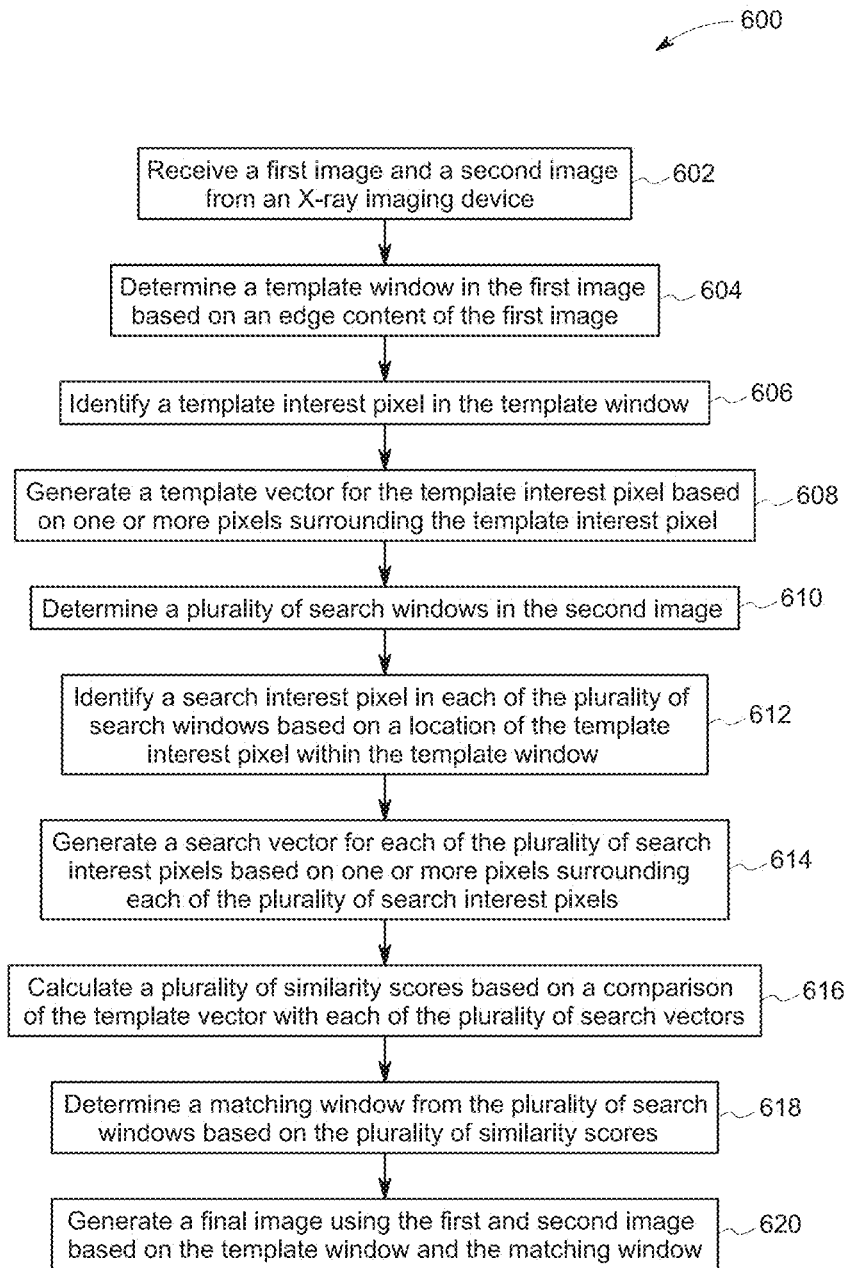 600
Receive a first image and a second image
from an X-ray imaging device
602
Determine a template window in the first image
based on an edge content of the first image
604
Identify a template interest pixel in the template window
606
Generate a template vector for the template interest pixel based
on one or more pixels surrounding the template interest pixel
608
Determine a plurality of search windows in the second image
610
Identify a search interest pixel in each of the plurality of
search windows based on a location of the template
interest pixel within the template window
612
Generate a search vector for each of the plurality of search
interest pixels based on one or more pixels surrounding
each of the plurality of search interest pixels
614
Calculate a plurality of similarity scores based on a comparison
of the template vector with each of the plurality of search vectors
616
Determine a matching window from the plurality of search
windows based on the plurality of similarity scores
618
Generate a final image using the first and second image
based on the template window and the matching window
620